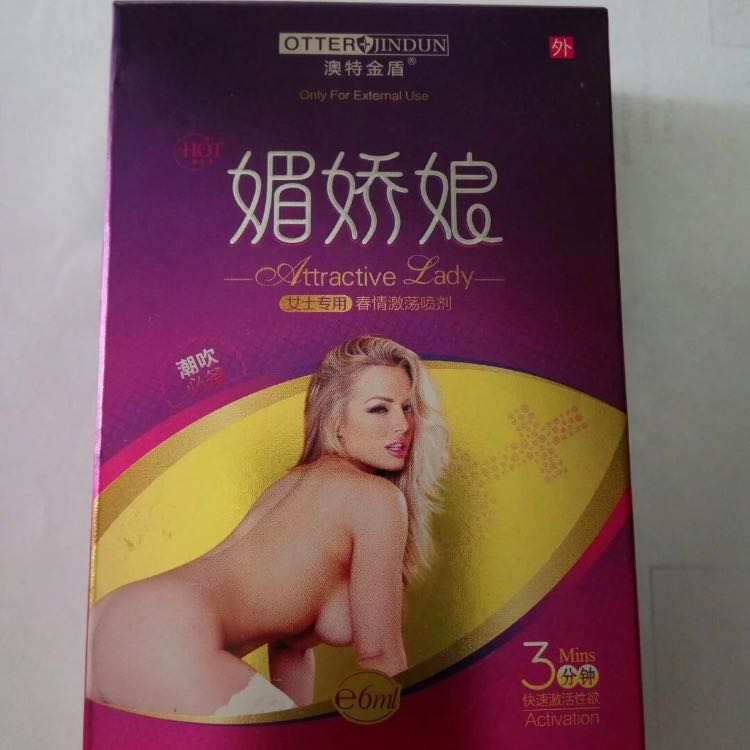 OTTER JINDUN
澳特金盾®
外
Only For External Use
HOT
媚娇娘
Attractive Lady
女士专用 春情激荡喷剂
潮吹
必备
3 Mins
分钟
快速激活性欲
Activation
e6ml